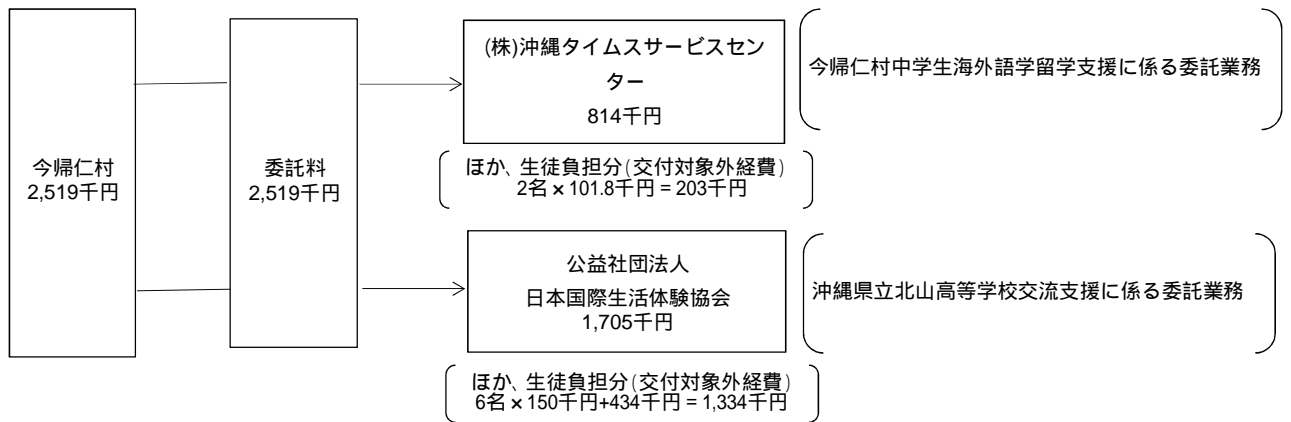 今帰仁村
2,519千円
委託料
2,519千円
(株)沖縄タイムスサービスセン
ター
814千円
今帰仁村中学生海外語学留学支援に係る委託業務
ほか、生徒負担分(交付対象外経費)
2名×101.8千円=203千円
公益社団法人
日本国際生活体験協会
1,705千円
沖縄県立北山高等学校交流支援に係る委託業務
ほか、生徒負担分(交付対象外経費)
6名×150千円+434千円=1,334千円